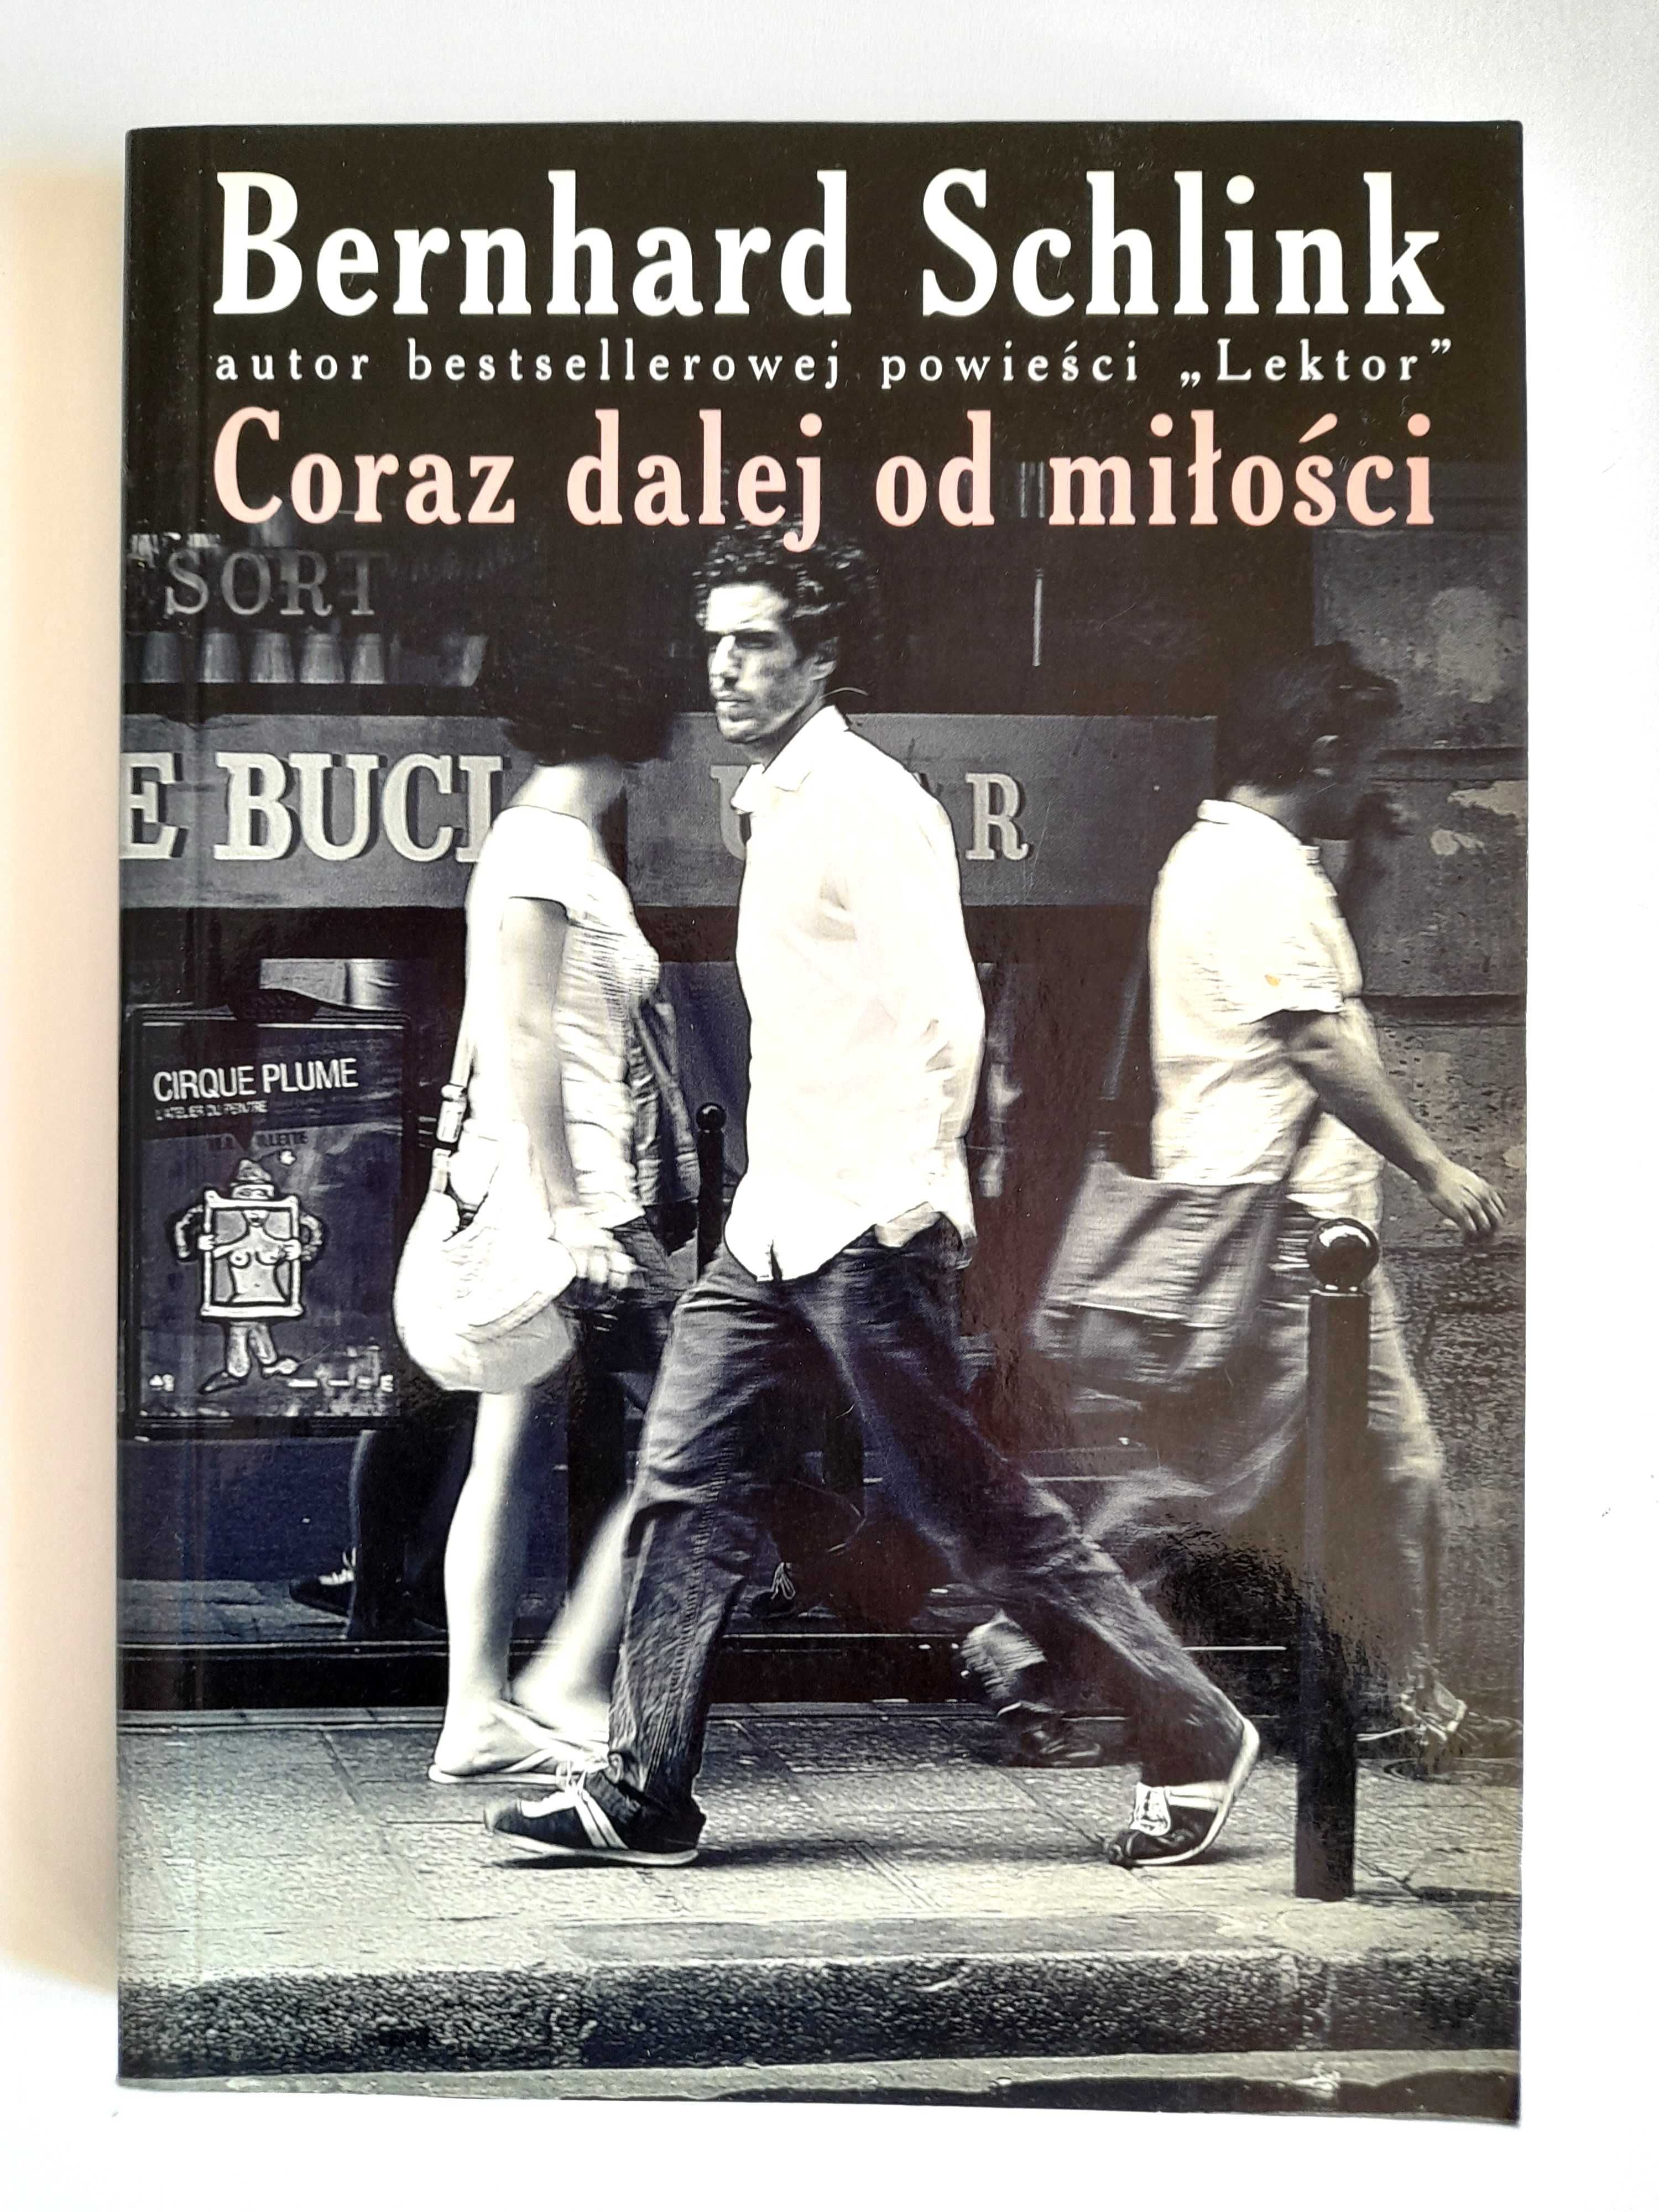 Bernhard Schlink
autor bestsellerowej powieści „Lektor”
Coraz dalej od miłości
SORT
E BUCI
R
CIRQUE PLUME
L'ATELIER DU PEINTRE